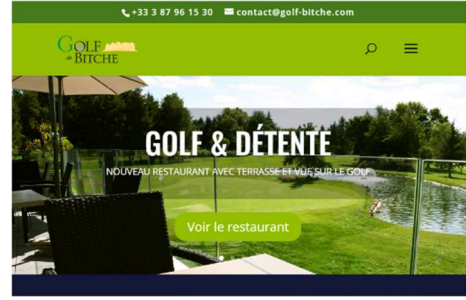 +33 3 87 96 15 30 contact@golf-bitche.com
GOLF
de BITCHE
GOLF & DÉTENTE
NOUVEAU RESTAURANT AVEC TERRASSE ET VUE SUR LE GOLF
Voir le restaurant